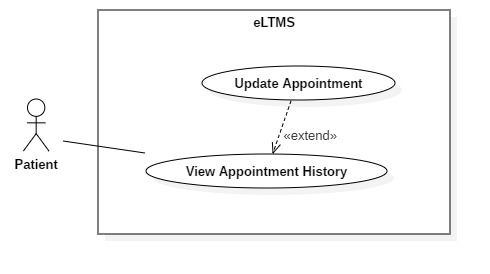 eLTMS
Update Appointment
«extend»
Patient
View Appointment History